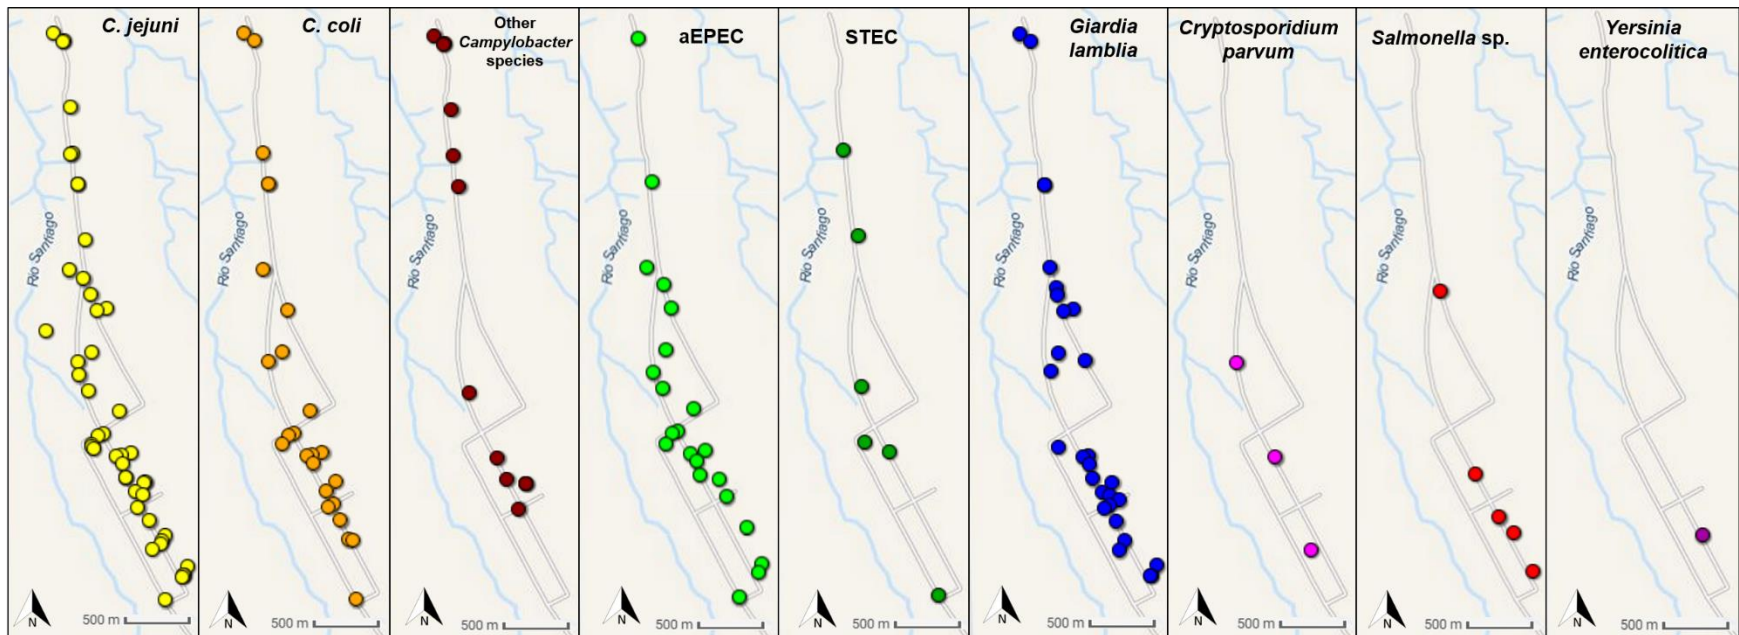 C. jejuni
Rio Santiago
500 m
N
C. coli
500 m
N
Other
Campylobacter
species
Rio Santiago
500 m
N
aEPEC
Rio Santiago
500 m
N
STEC
Rio Santiago
500 m
N
Giardia
lamblia
Rio Santiago
500 m
N
Cryptosporidium
parvum
Rio Santiago
500 m
N
Salmonella sp.
Rio Santiago
500 m
N
Yersinia
enterocolitica
Rio Santiago
500 m
N